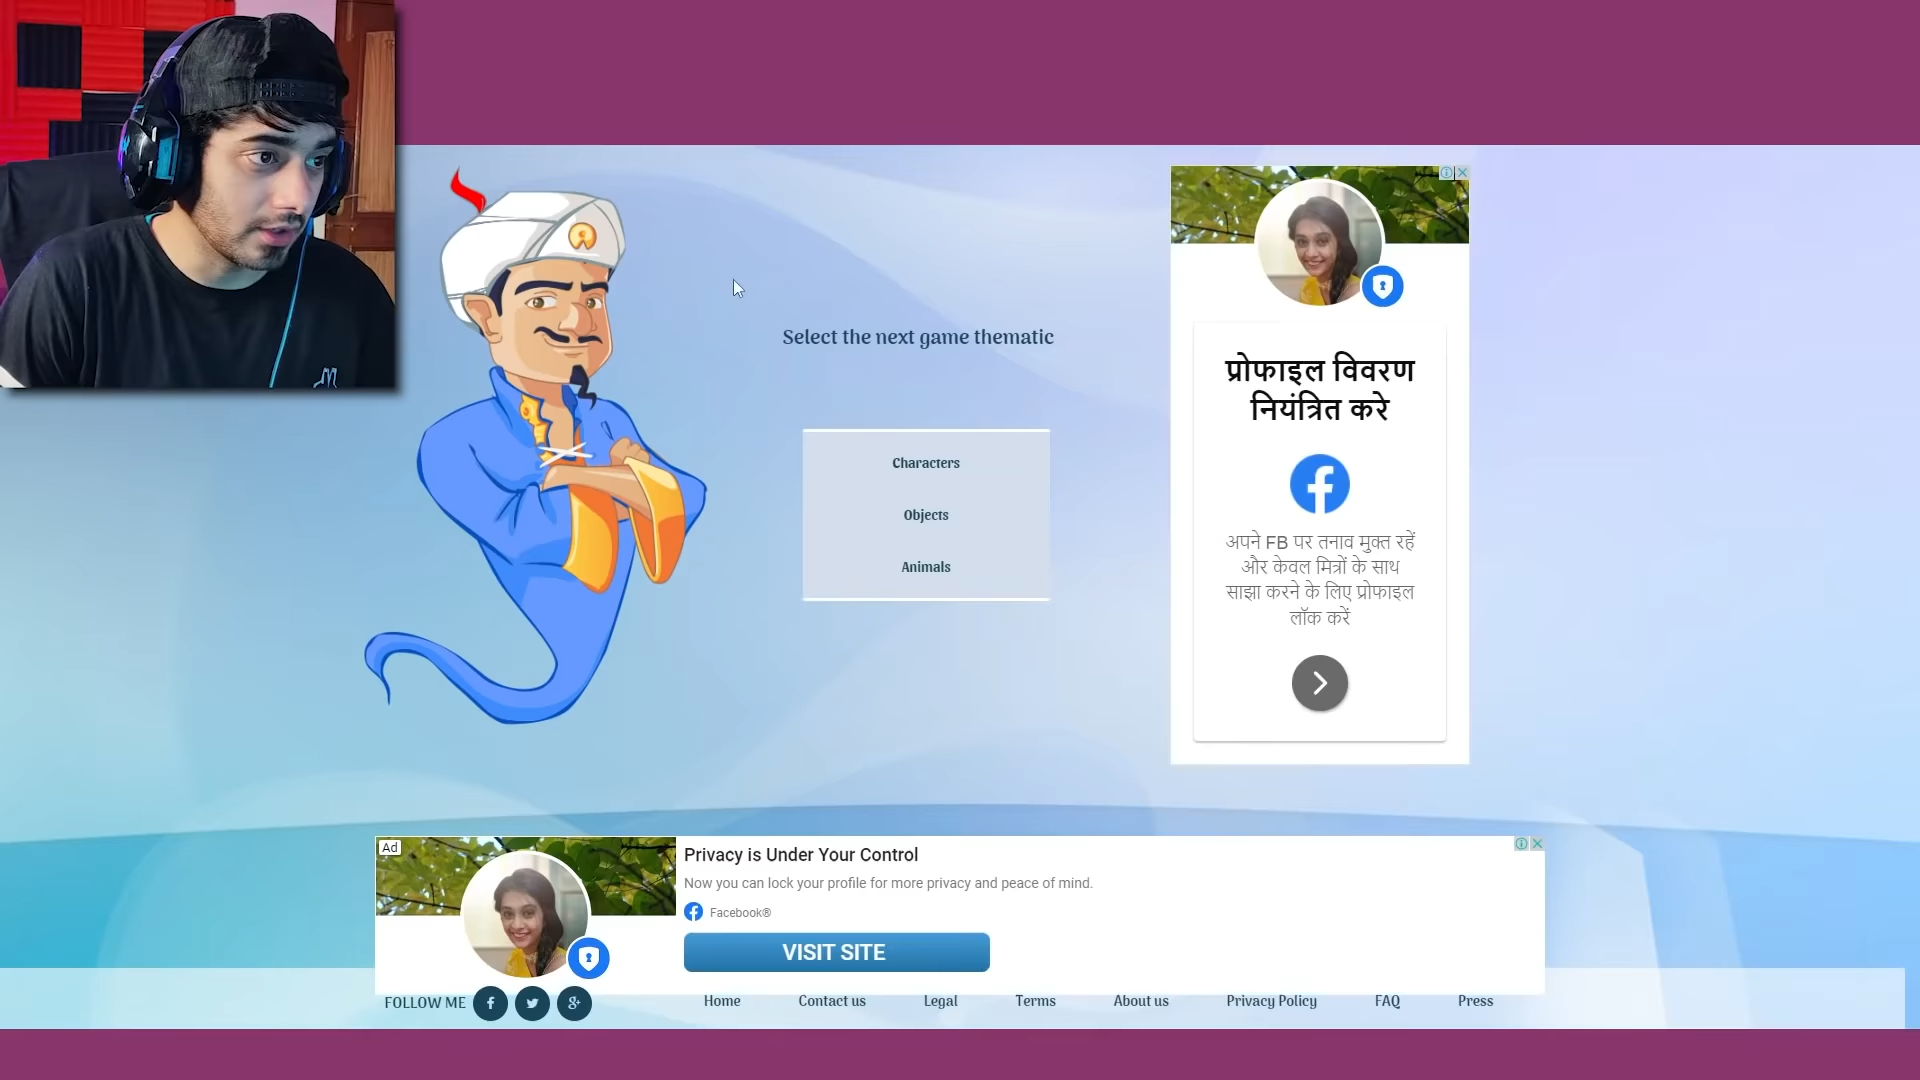 Select the next game thematic
Characters
Objects
Animals
प्रोफाइल विवरण
नियंत्रित करे
अपने FB पर तनाव मुक्त रहें
और केवल मित्रों के साथ
साझा करने के लिए प्रोफाइल
लॉक करें
Ad
Privacy is Under Your Control
Now you can lock your profile for more privacy and peace of mind.
Facebook®
VISIT SITE
FOLLOW ME
Home Contact us Legal Terms About us Privacy Policy FAQ Press